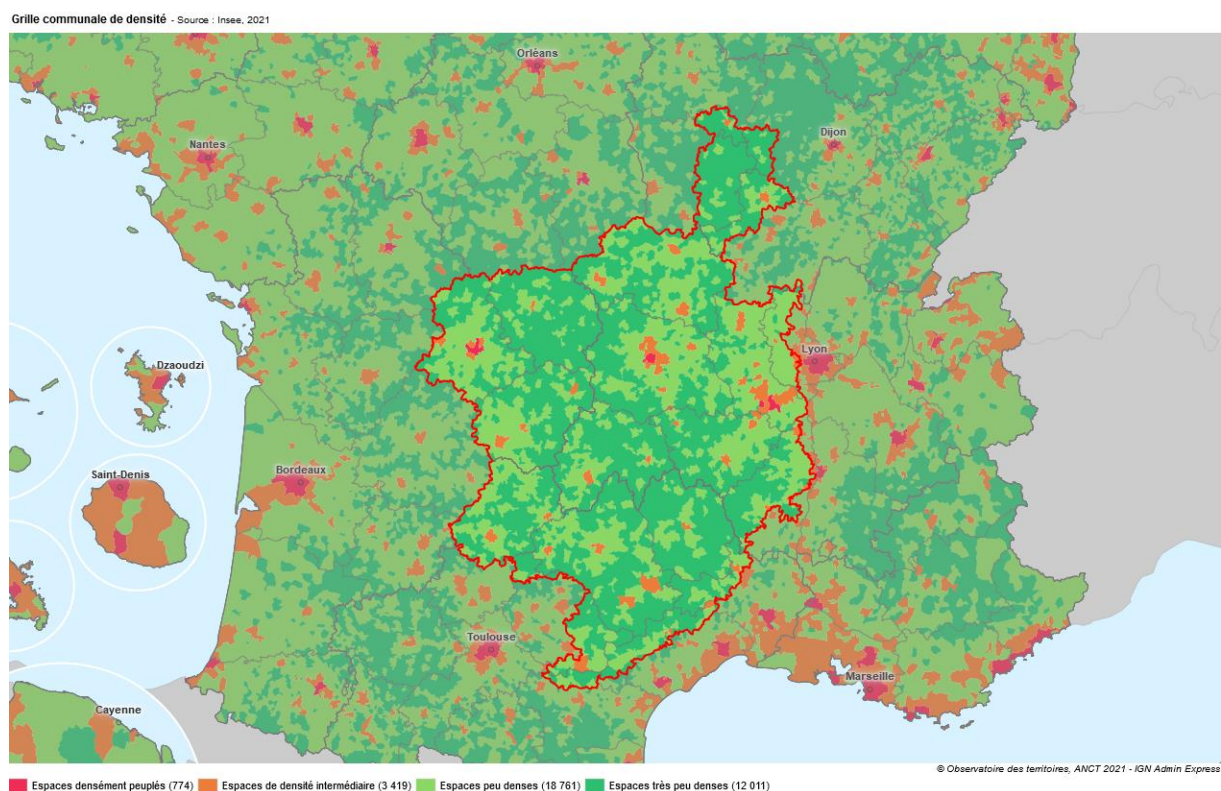 Grille communale de densité - Source : Insee, 2021
Orléans
Dijon
Nantes
Lyon
Dzaoudzi
Saint-Denis
Bordeaux
Toulouse
Marseille
Cayenne
© Observatoire des territoires, ANCT 2021 - IGN Admin Express
Espaces densément peuplés (774) Espaces de densité intermédiaire (3 419) Espaces peu denses (18 761) Espaces très peu denses (12 011)